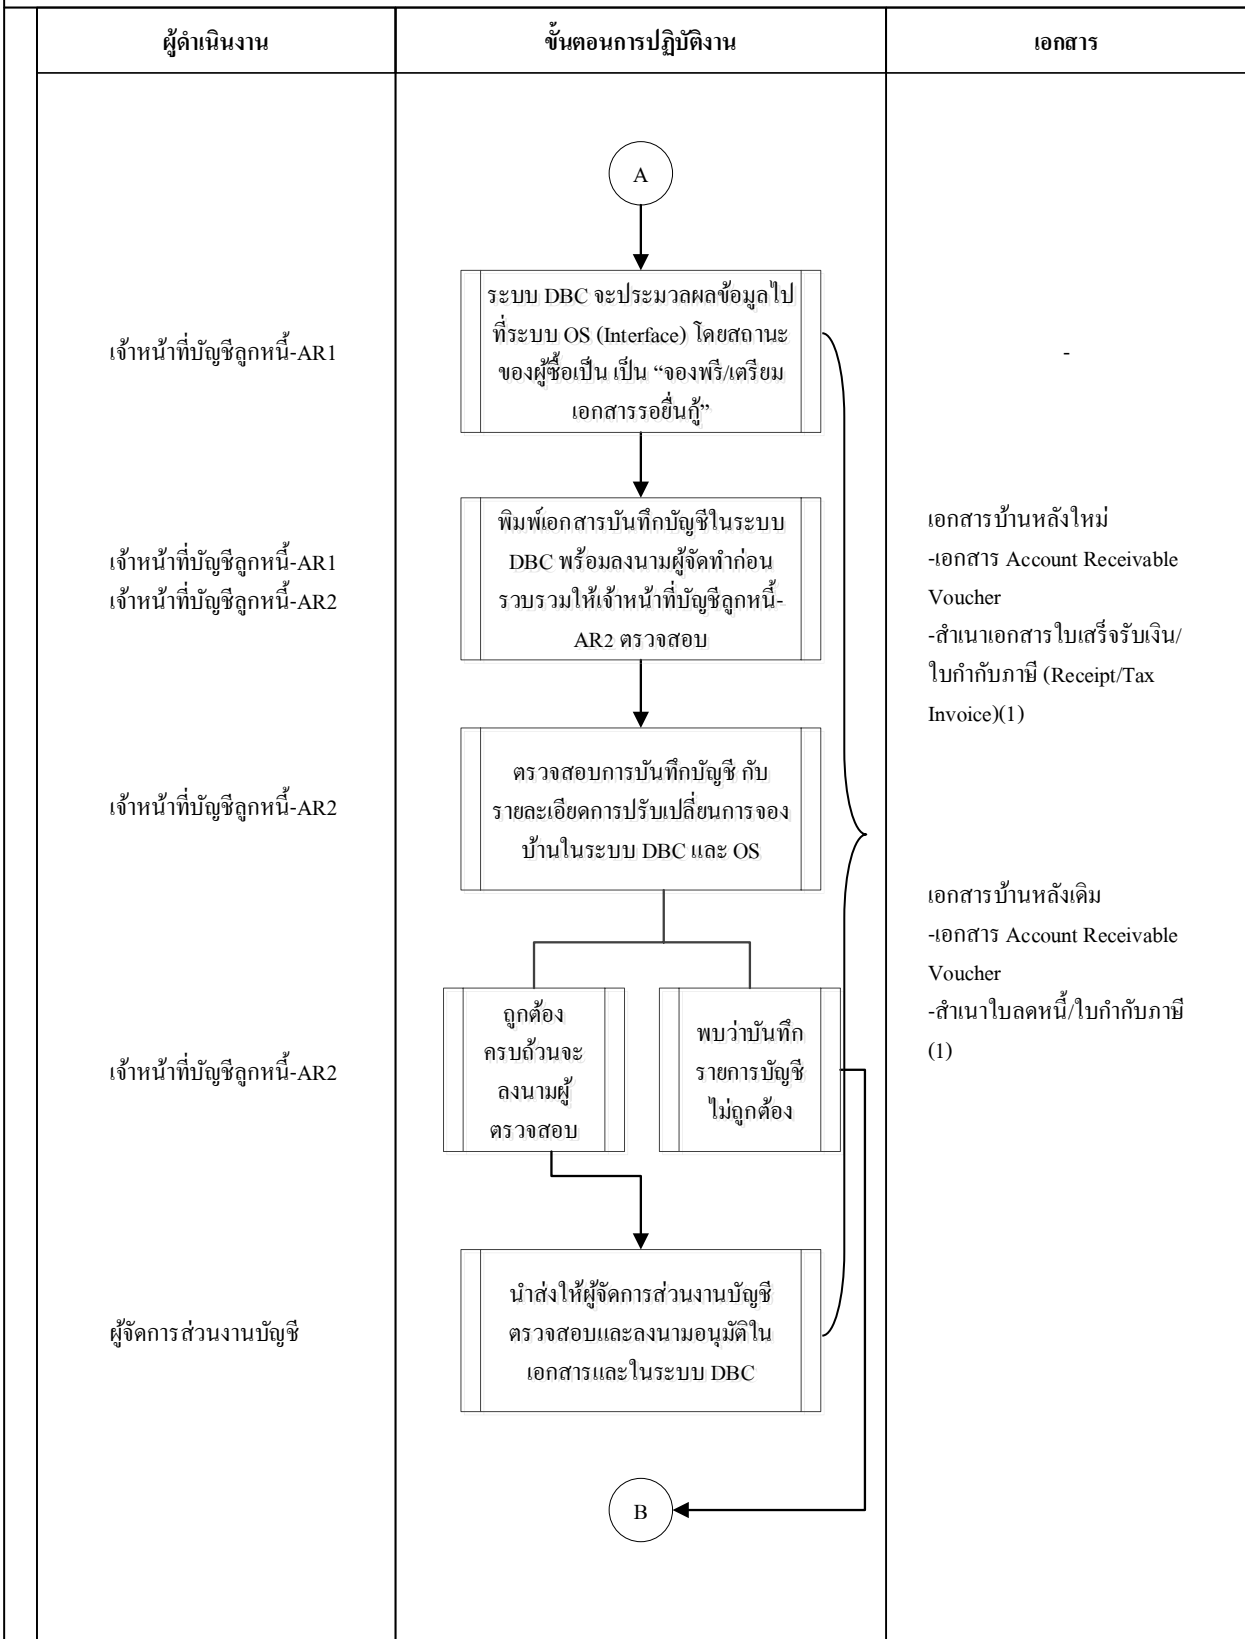 ผู้ดำเนินงาน
ขั้นตอนการปฏิบัติงาน
เอกสาร
A
เจ้าหน้าที่บัญชีลูกหนี้-AR1
ระบบ DBC จะประมวลผลข้อมูลไป
ที่ระบบ OS (Interface) โดยสถานะ
ของผู้ซื้อเป็น เป็น “จองพรี/เตรียม
เอกสารรอยื่นกู้”
-
เจ้าหน้าที่บัญชีลูกหนี้-AR1
เจ้าหน้าที่บัญชีลูกหนี้-AR2
พิมพ์เอกสารบันทึกบัญชีในระบบ
DBC พร้อมลงนามผู้จัดทำก่อน
รวบรวมให้เจ้าหน้าที่บัญชีลูกหนี้-
AR2 ตรวจสอบ
เอกสารบ้านหลังใหม่
-เอกสาร Account Receivable
Voucher
-สำเนาเอกสารใบเสร็จรับเงิน/
ใบกำกับภาษี (Receipt/Tax
Invoice)(1)
เจ้าหน้าที่บัญชีลูกหนี้-AR2
ตรวจสอบการบันทึกบัญชี กับ
รายละเอียดการปรับเปลี่ยนการจอง
บ้านในระบบ DBC และ OS
เอกสารบ้านหลังเดิม
-เอกสาร Account Receivable
Voucher
-สำเนาใบลดหนี้/ใบกำกับภาษี
(1)
เจ้าหน้าที่บัญชีลูกหนี้-AR2
ถูกต้อง
ครบถ้วนจะ
ลงนามผู้
ตรวจสอบ
พบว่าบันทึก
รายการบัญชี
ไม่ถูกต้อง
ผู้จัดการส่วนงานบัญชี
นำส่งให้ผู้จัดการส่วนงานบัญชี
ตรวจสอบและลงนามอนุมัติใน
เอกสารและในระบบ DBC
B